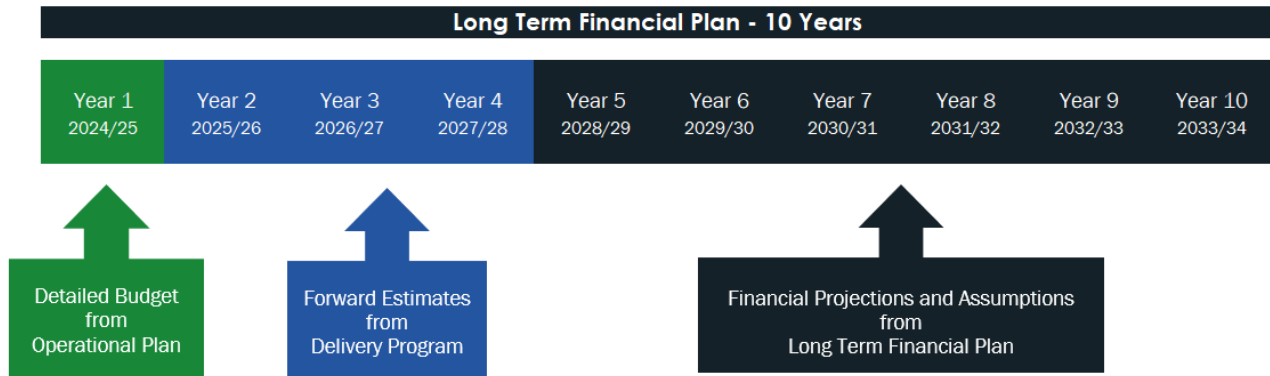 Long Term Financial Plan - 10 Years
Year 1 Year 2 Year 3 Year 4 Year 5 Year 6 Year 7 Year 8 Year 9 Year 10
2024/25 2025/26 2026/27 2027/28 2028/29 2029/30 2030/31 2031/32 2032/33 2033/34
Detailed Budget
from
Operational Plan
Forward Estimates
from
Delivery Program
Financial Projections and Assumptions
from
Long Term Financial Plan